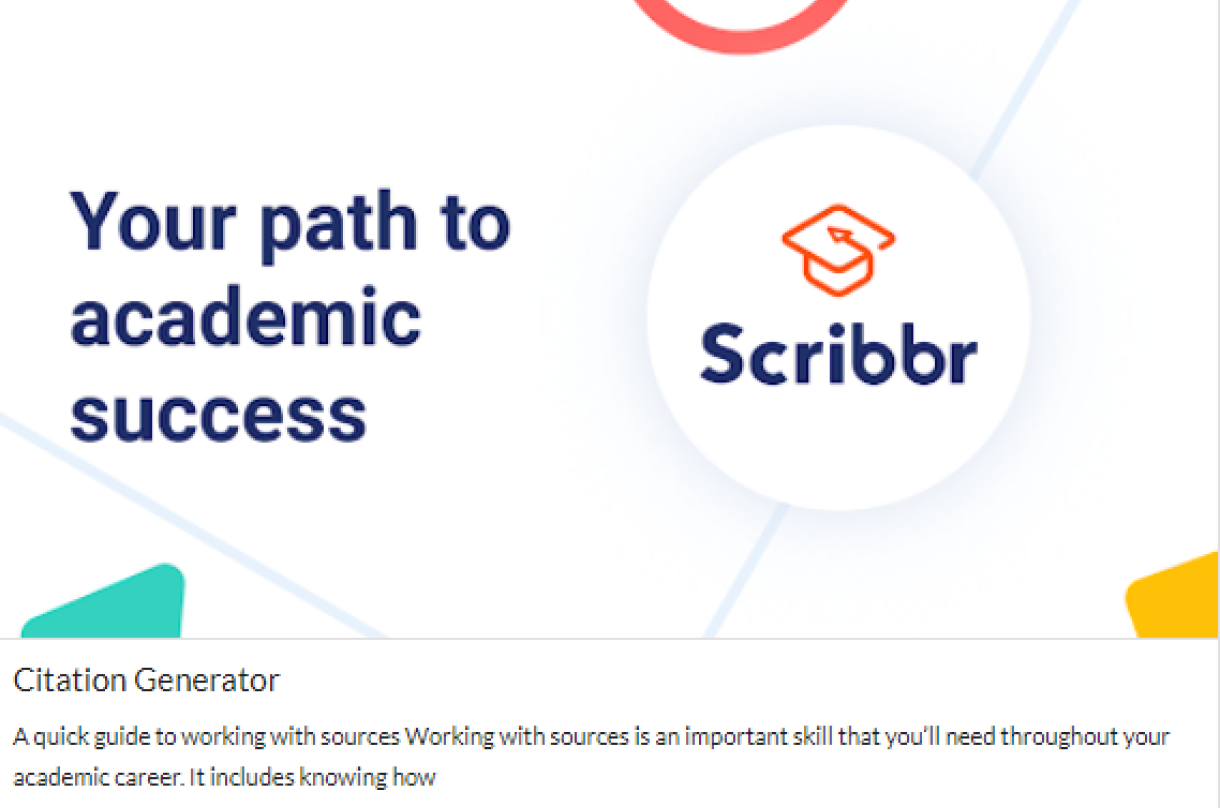 Your path to
academic
success
Scribbr
Citation Generator
A quick guide to working with sources Working with sources is an important skill that you'll need throughout your
academic career. It includes knowing how